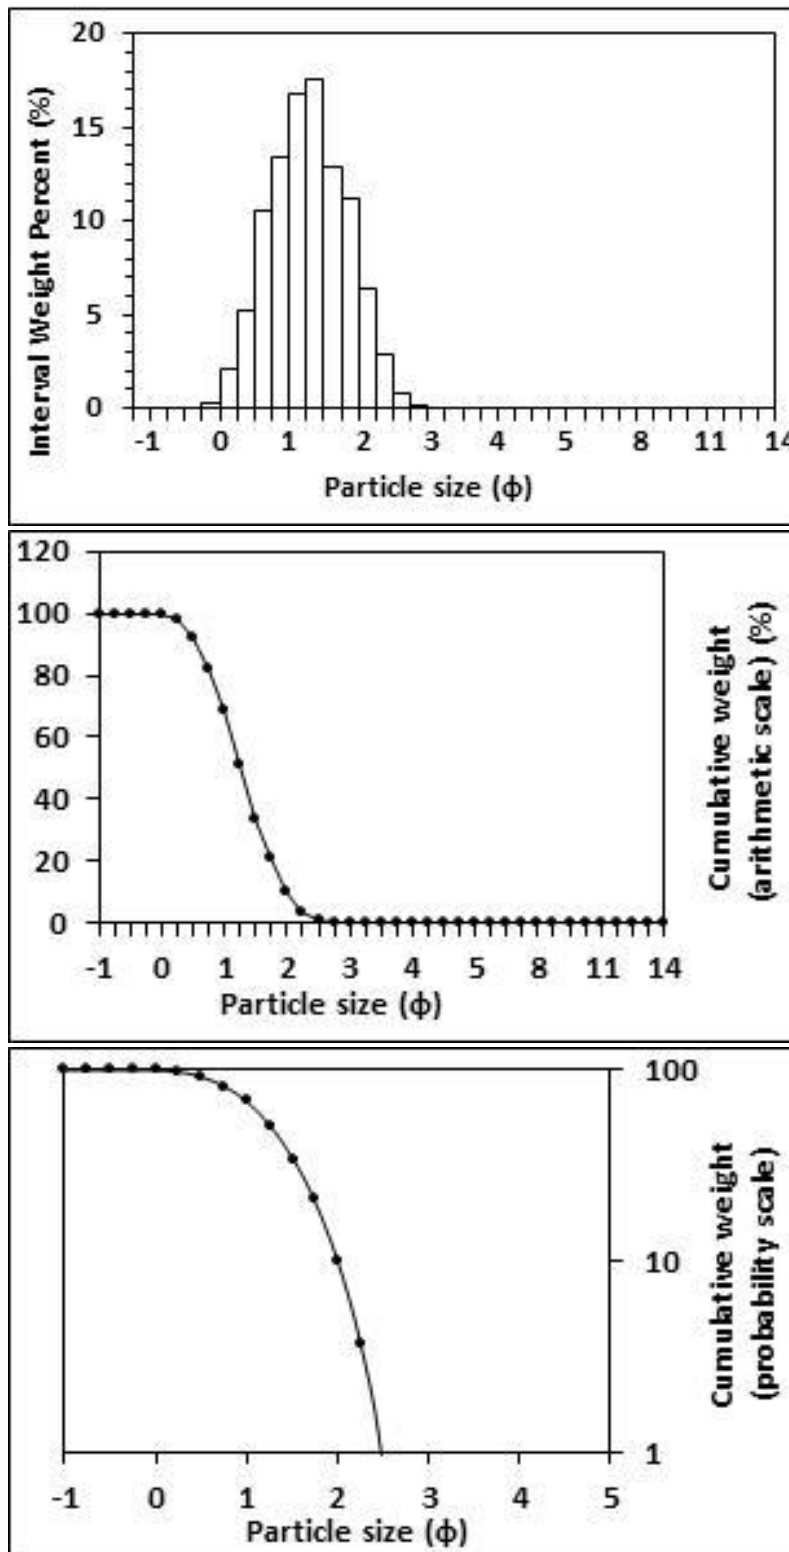 Interval Weight Percent (%)
20
15
10
5
0
-1 0 1 2 3 4 5 8 11 14
Particle size (ϕ)
120
100
80
60
40
20
0
-1 0 1 2 3 4 5 8 11 14
Particle size (ϕ)
Cumulative weight
(arithmetic scale) (%)
100
10
1
-1 0 1 2 3 4 5
Particle size (ϕ)
Cumulative weight
(probability scale)